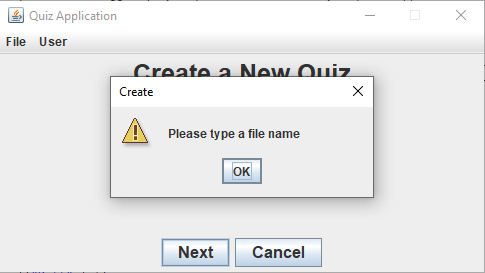 Quiz Application
File User
Create a New Quiz
Create
Please type a file name
OK
Next Cancel